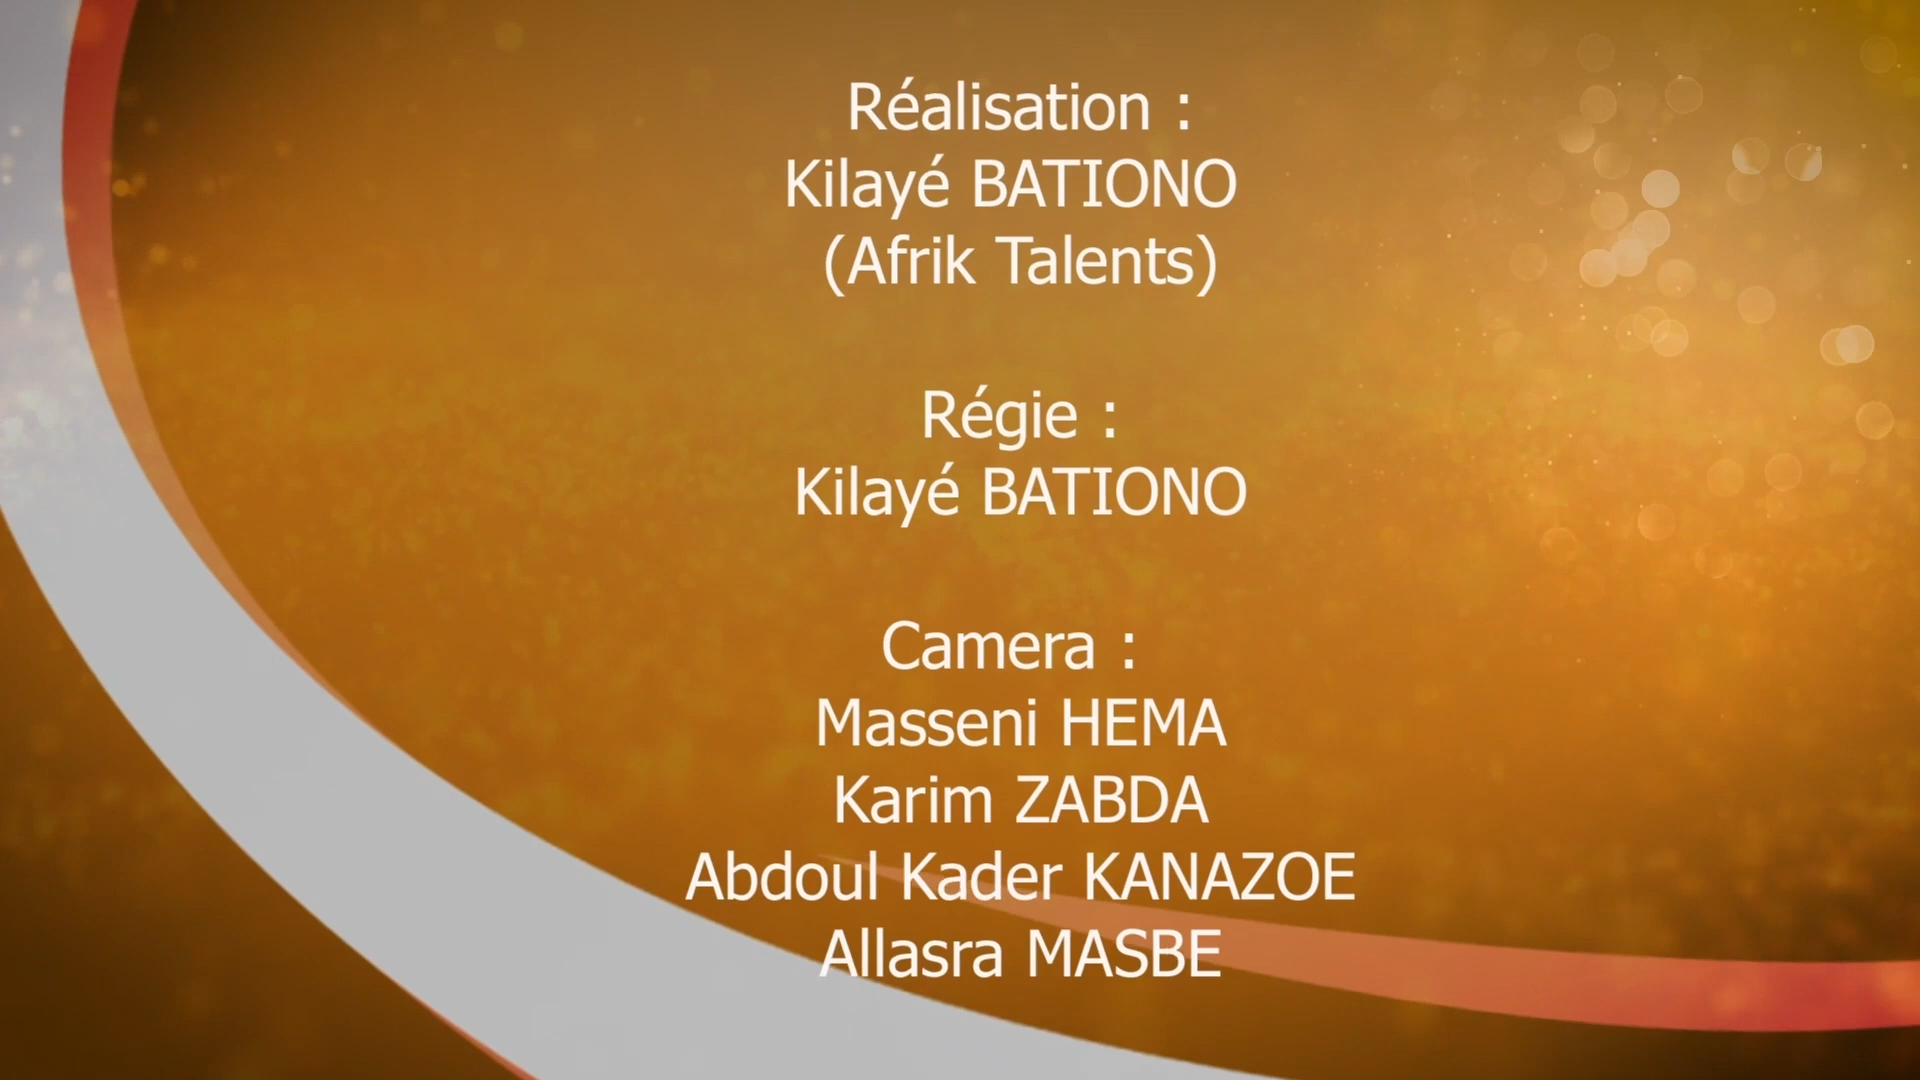 Réalisation :
Kilayé BATIONO
(Afrik Talents)
Régie :
Kilayé BATIONO
Camera :
Masseni HEMA
Karim ZABDA
Abdoul Kader KANAZOE
Allasra MASBE